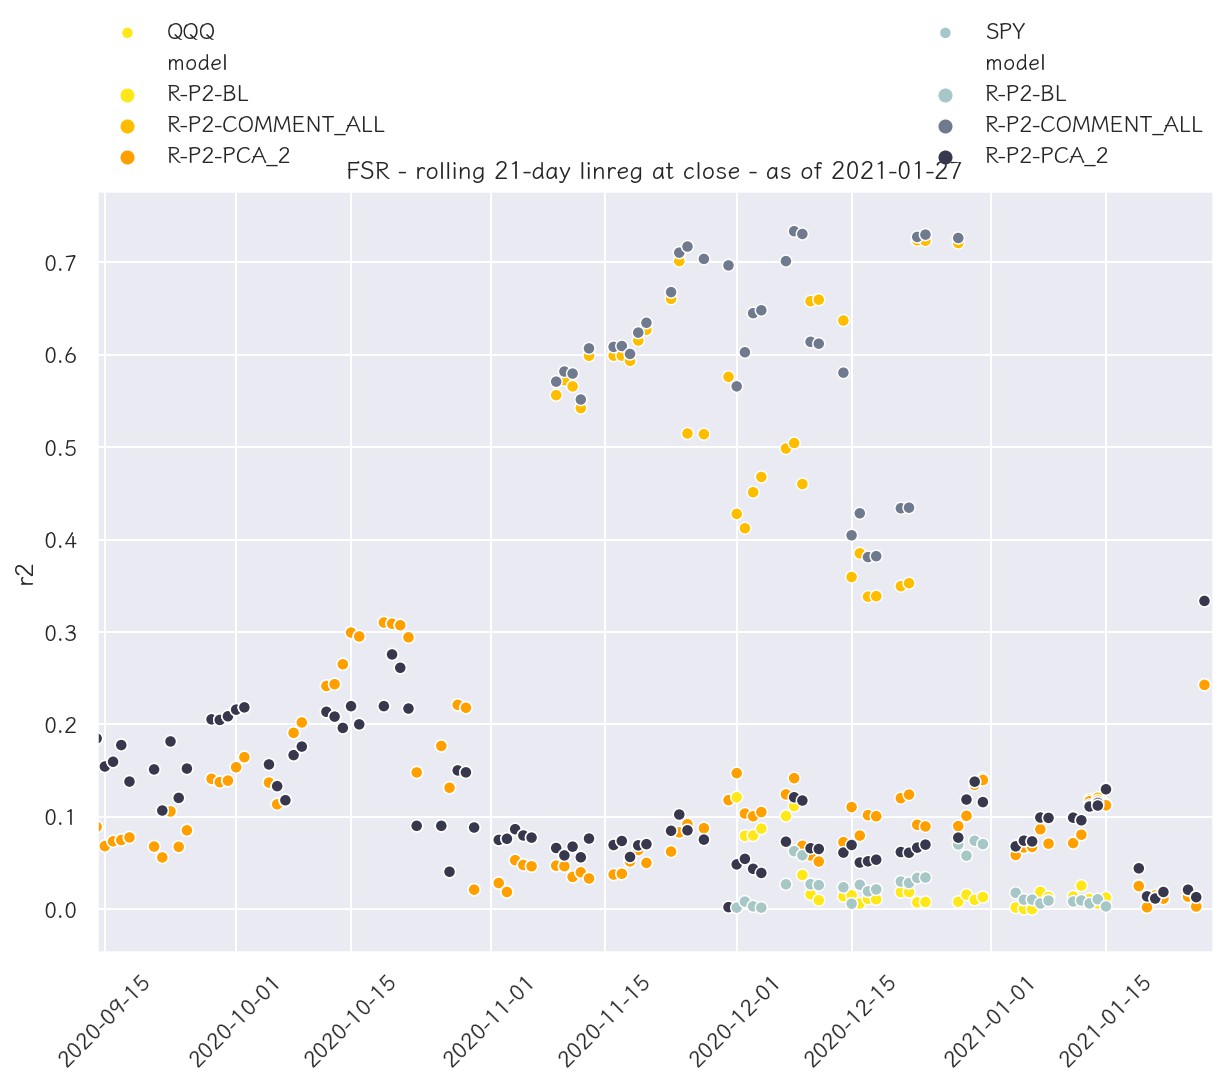 QQQ
model
R-P2-BL
R-P2-COMMENT_ALL
R-P2-PCA_2
SPY
model
R-P2-BL
R-P2-COMMENT_ALL
R-P2-PCA_2
FSR - rolling 21-day linreg at close - as of 2021-01-27
r2
0.7
0.6
0.5
0.4
0.3
0.2
0.1
0.0
2020-09-15
2020-10-01
2020-10-15
2020-11-01
2020-11-15
2020-12-01
2020-12-15
2021-01-01
2021-01-15